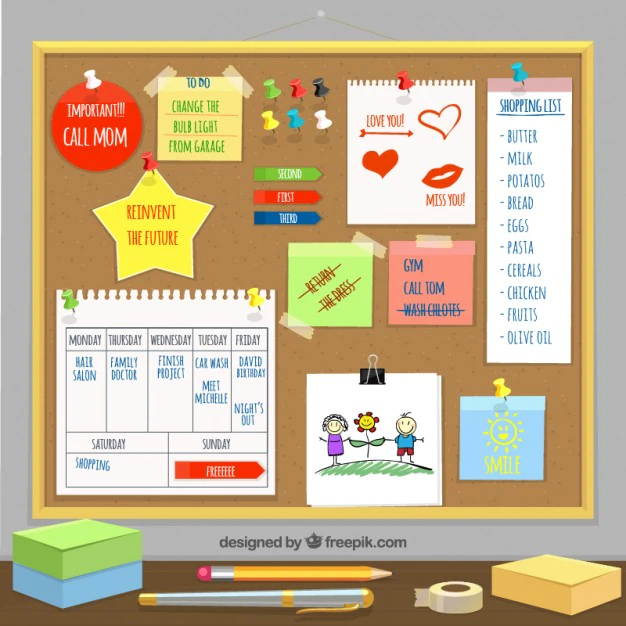 IMPORTANT!!!
CALL MOM
TO DO
CHANGE THE
BULB LIGHT
FROM GARAGE
REINVENT
THE FUTURE
SECOND
FIRST
THIRD
LOVE YOU!
MISS YOU!
SHOPPING LIST
- BUTTER
- MILK
- POTATOS
- BREAD
- EGGS
- PASTA
- CEREALS
- CHICKEN
- FRUITS
- OLIVE OIL
RETURN
THE DRESS
GYM
CALL TOM
WASH CHLOTES
MONDAY THURSDAY WEDNESDAY TUESDAY FRIDAY
HAIR
SALON
FAMILY
DOCTOR
FINISH
PROJECT
CAR WASH
MEET
MICHELLE
DAVID
BIRTHDAY
NIGHT'S
OUT
SATURDAY SUNDAY
SHOPPING
FREEEEEE
SMILE
designed by freepik.com